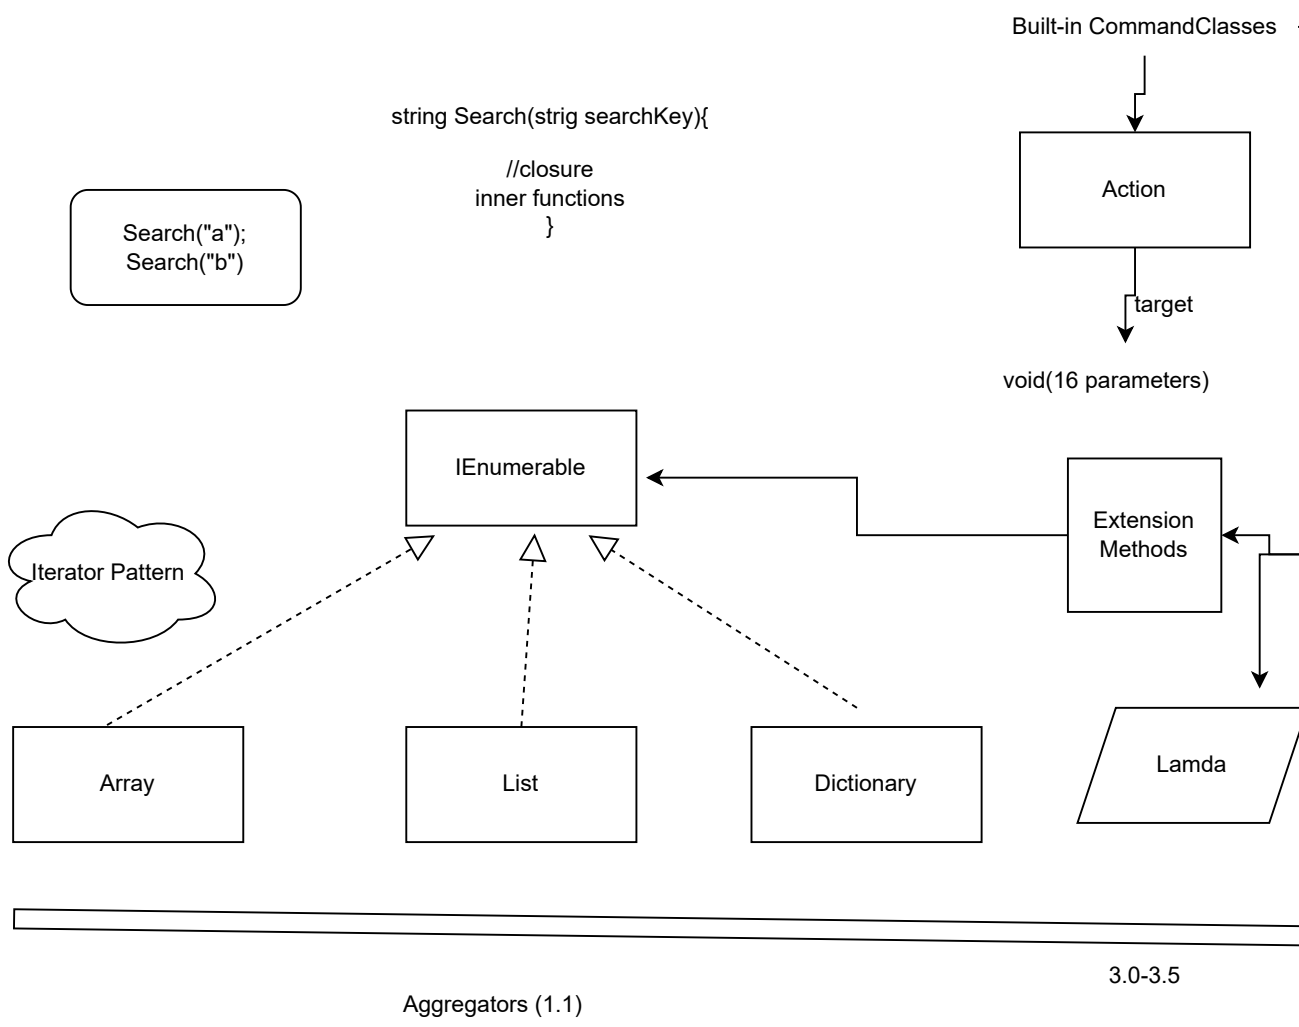 Built-in CommandClasses
string Search(strig searchKey){
//closure
inner functions
}
Search("a");
Search("b")
Action
target
void(16 parameters)
IEnumerable
Extension
Methods
Iterator Pattern
Array
List
Dictionary
Lamda
3.0-3.5
Aggregators (1.1)